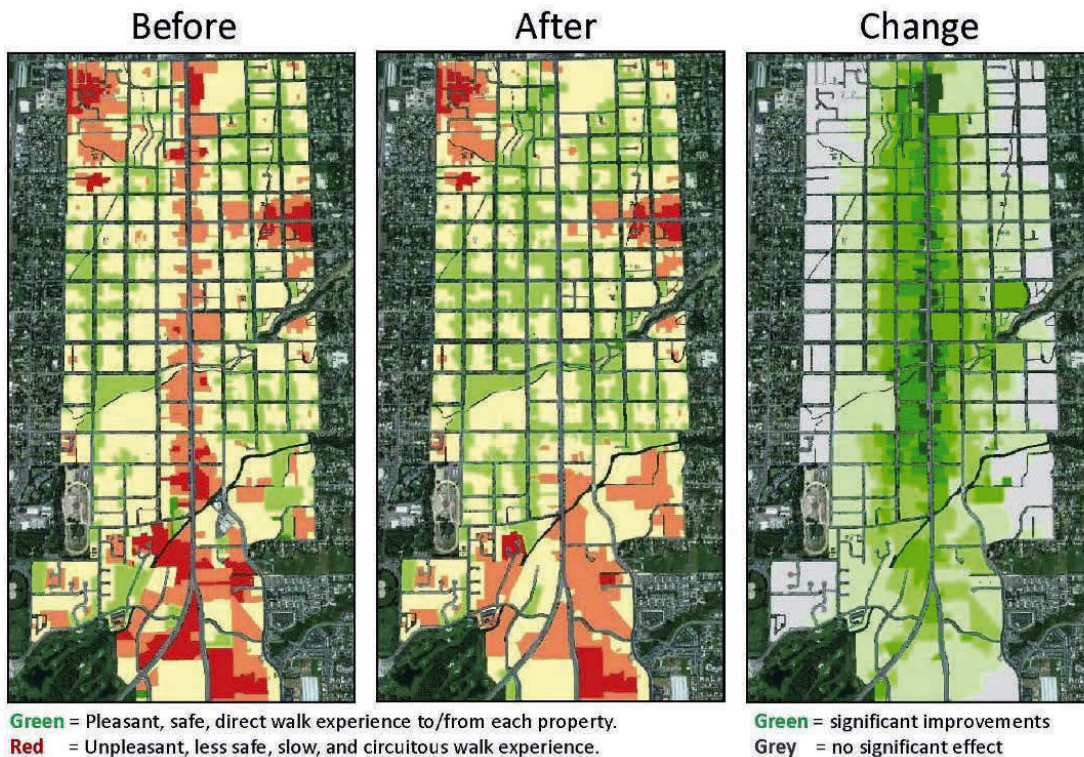 Before
After
Change
Green = Pleasant, safe, direct walk experience to/from each property.
Red = Unpleasant, less safe, slow, and circuitous walk experience.
Green = significant improvements
Grey = no significant effect